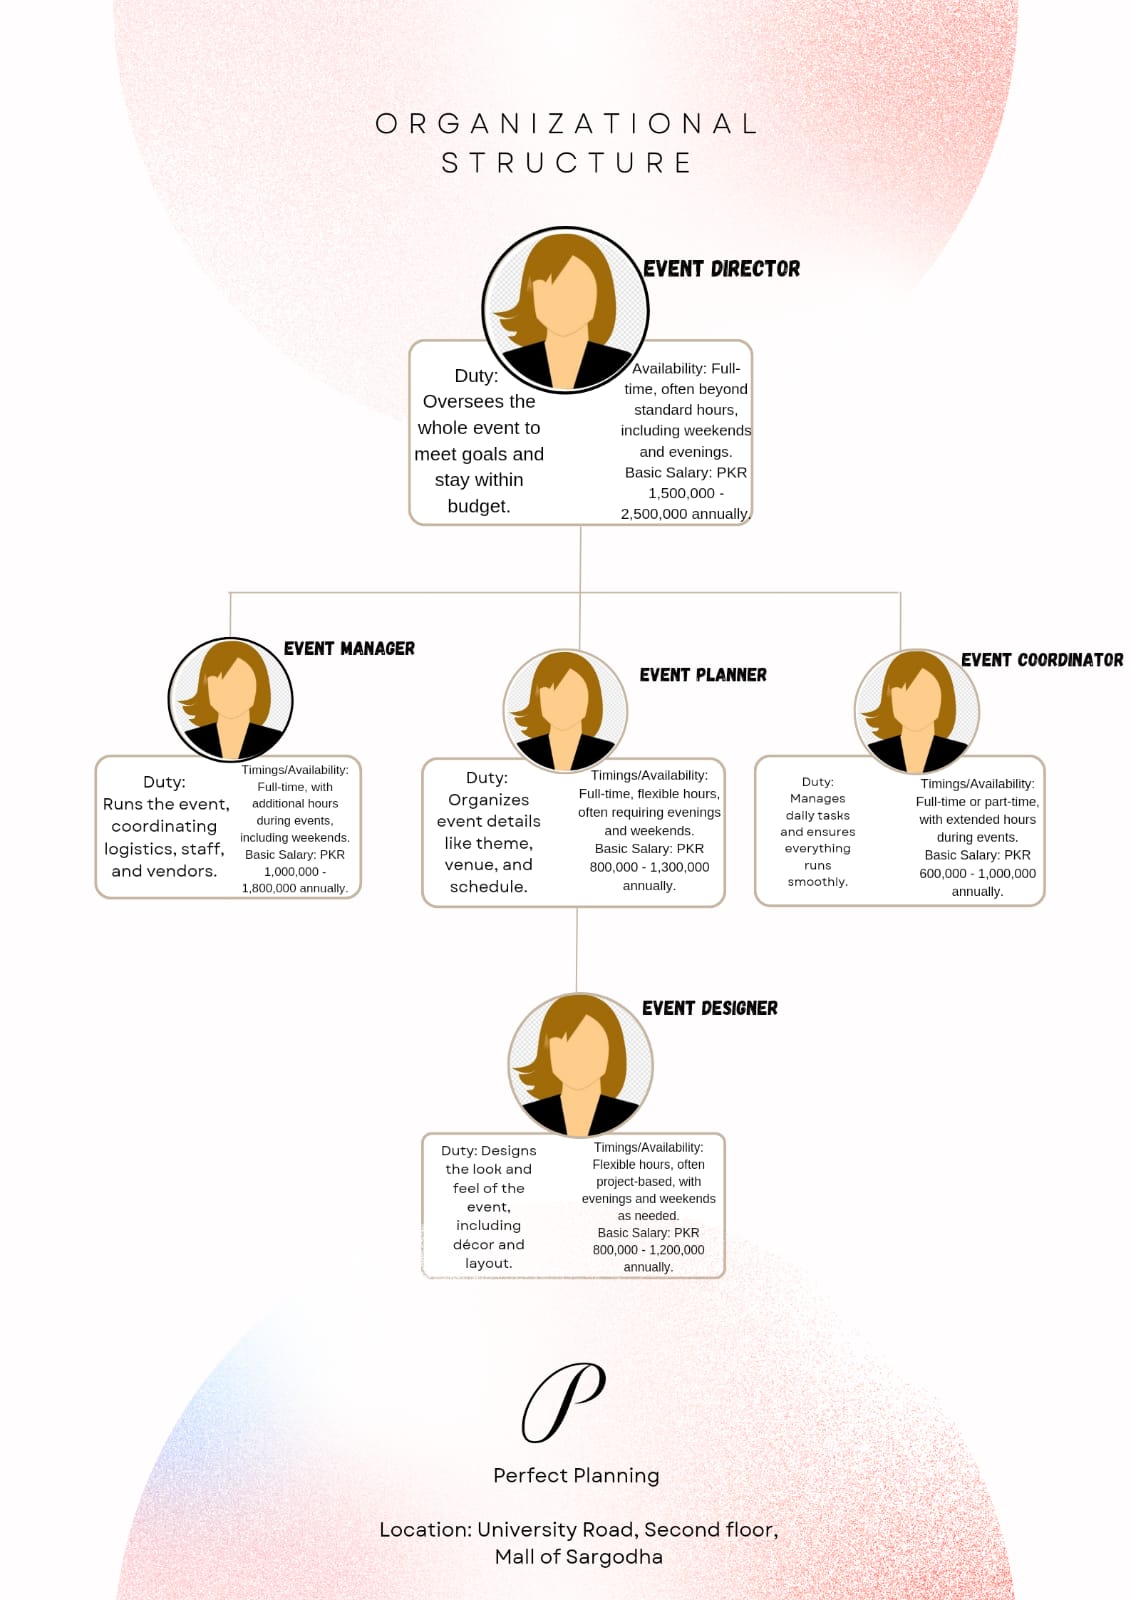 ORGANIZATIONAL
STRUCTURE
EVENT DIRECTOR
Duty:
Oversees the
whole event to
meet goals and
stay within
budget.
Availability: Full-
time, often beyond
standard hours,
including weekends
and evenings.
Basic Salary: PKR
1,500,000 -
2,500,000 annually.
EVENT MANAGER
Duty:
Runs the event,
coordinating
logistics, staff,
and vendors.
Timings/Availability:
Full-time, with
additional hours
during events,
including weekends.
Basic Salary: PKR
1,000,000 -
1,800,000 annually.
EVENT PLANNER
Duty:
Organizes
event details
like theme,
venue, and
schedule.
Timings/Availability:
Full-time, flexible hours,
often requiring evenings
and weekends.
Basic Salary: PKR
800,000 - 1,300,000
annually.
EVENT COORDINATOR
Duty:
Manages
daily tasks
and ensures
everything
runs
smoothly.
Timings/Availability:
Full-time or part-time,
with extended hours
during events.
Basic Salary: PKR
600,000 - 1,000,000
annually.
EVENT DESIGNER
Duty: Designs
the look and
feel of the
event,
including
décor and
layout.
Timings/Availability:
Flexible hours, often
project-based, with
evenings and weekends
as needed.
Basic Salary: PKR
800,000 - 1,200,000
annually.
P
Perfect Planning
Location: University Road, Second floor,
Mall of Sargodha